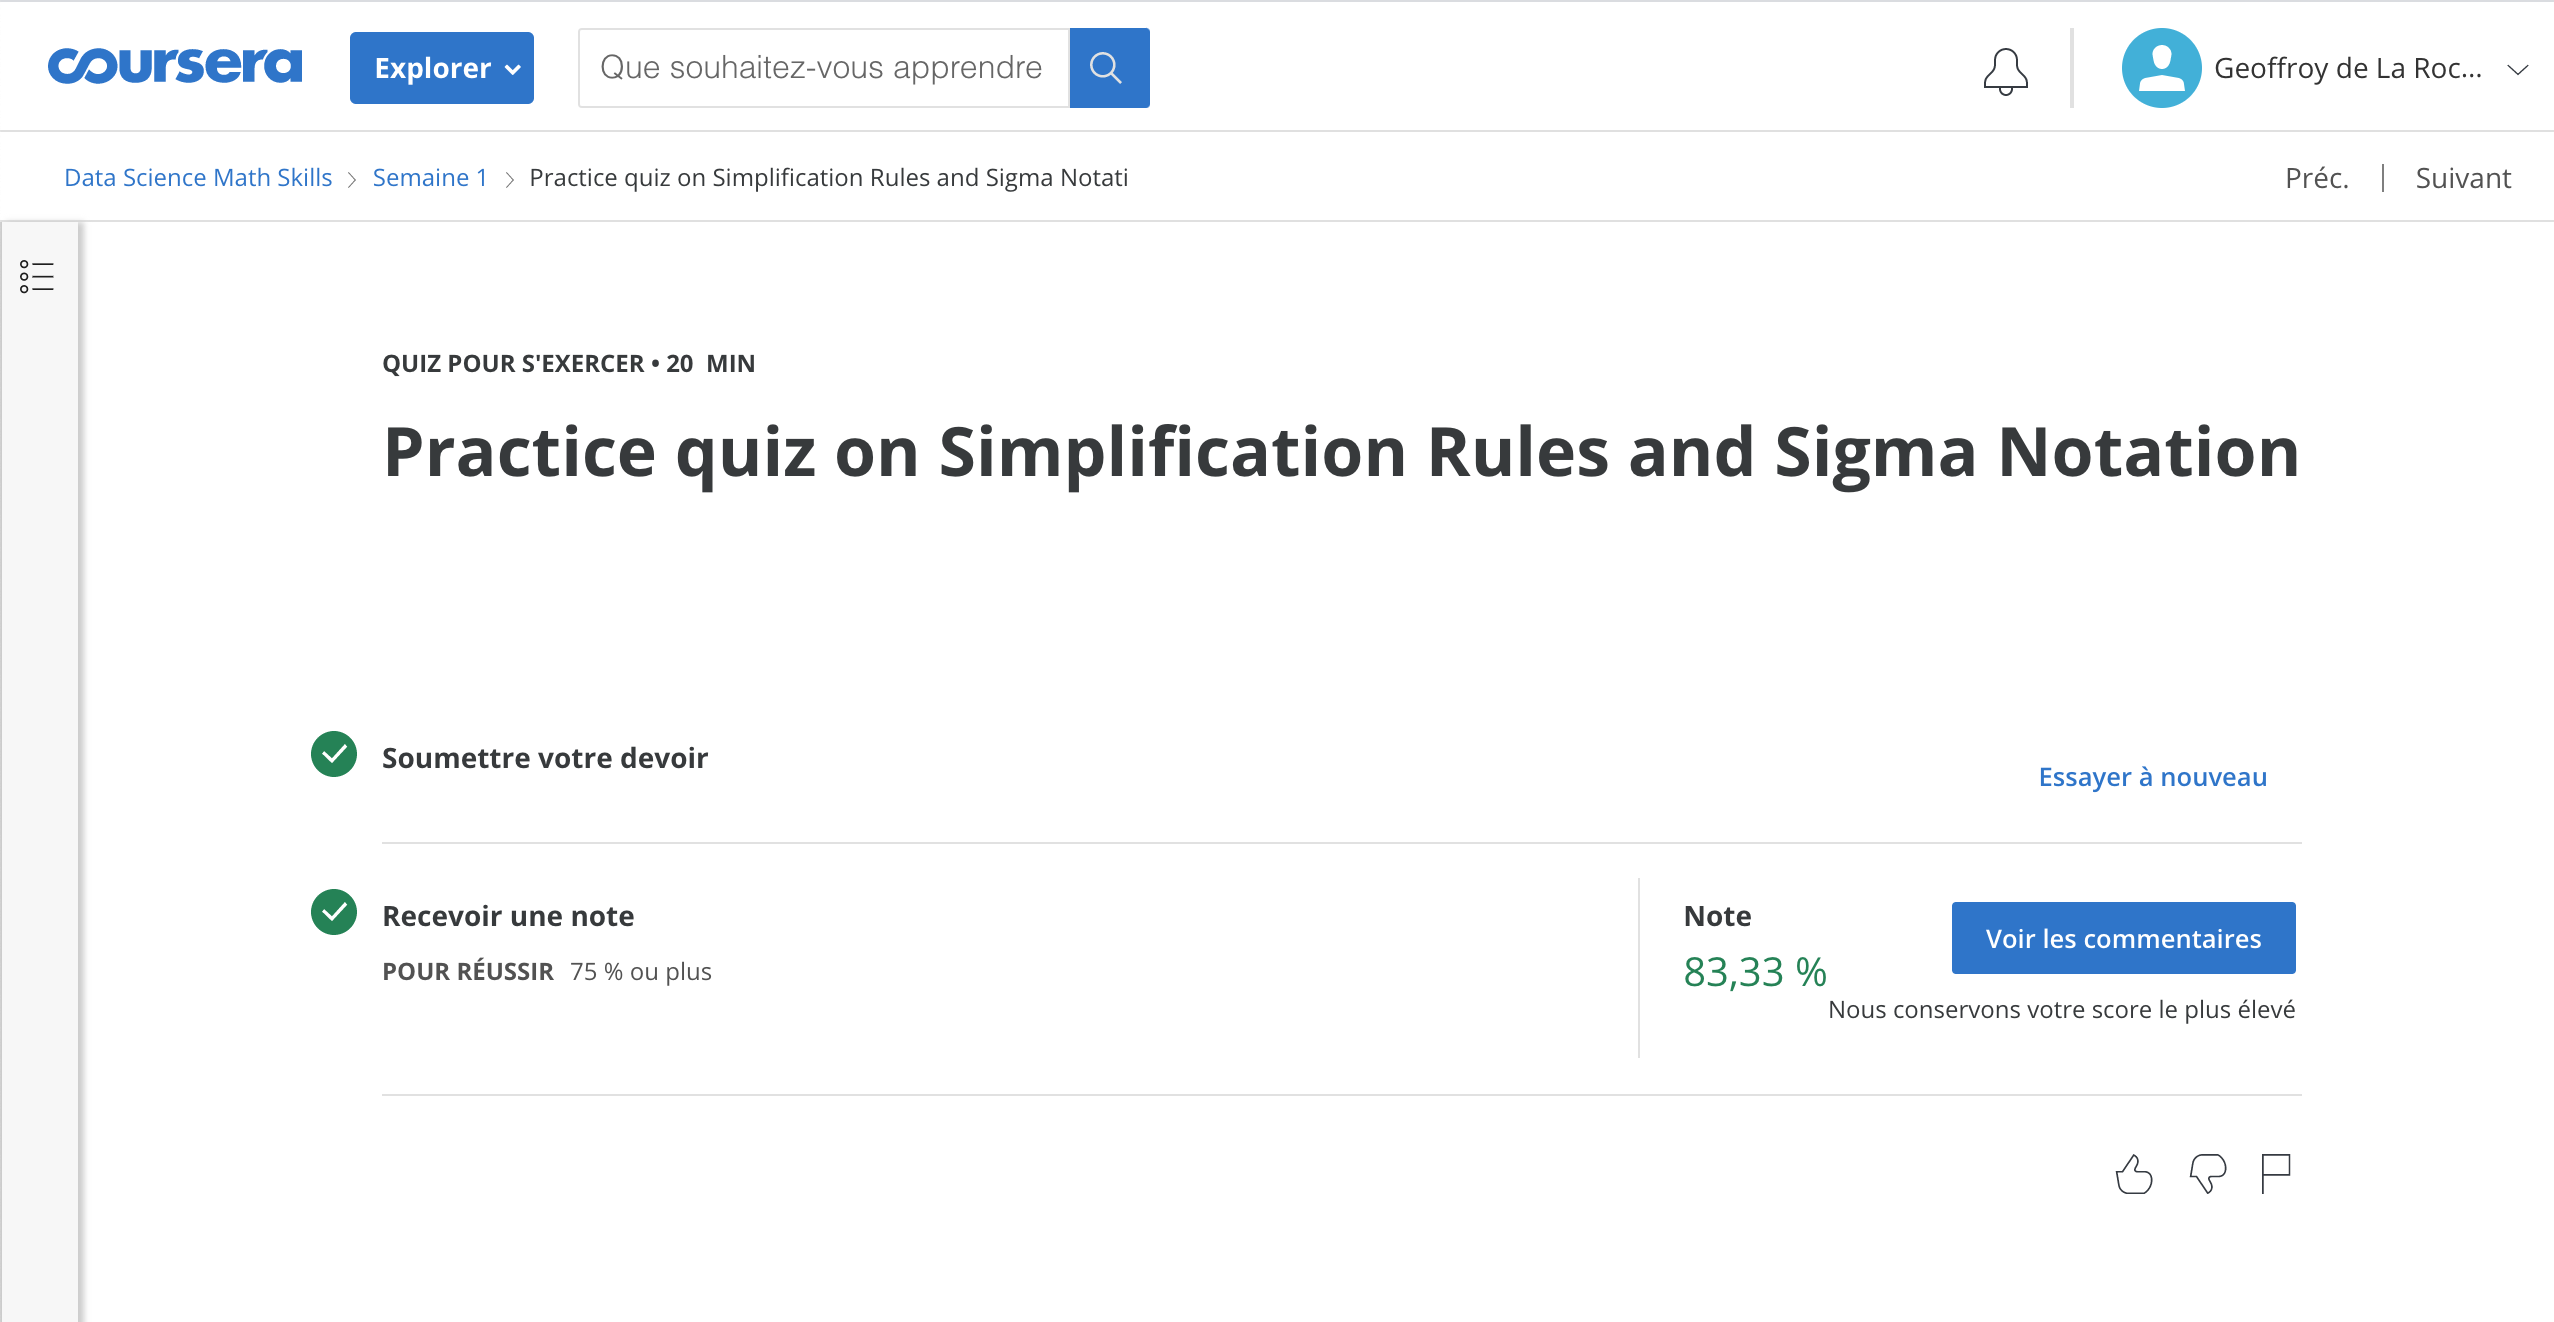 coursera
Explorer
Que souhaitez-vous apprendre
Geoffroy de La Roc...
Data Science Math Skills > Semaine 1 > Practice quiz on Simplification Rules and Sigma Notati
Préc. | Suivant
QUIZ POUR S'EXERCER • 20 MIN
Practice quiz on Simplification Rules and Sigma Notation
Soumettre votre devoir
Essayer à nouveau
Recevoir une note
POUR RÉUSSIR 75 % ou plus
Note
83,33 %
Voir les commentaires
Nous conservons votre score le plus élevé